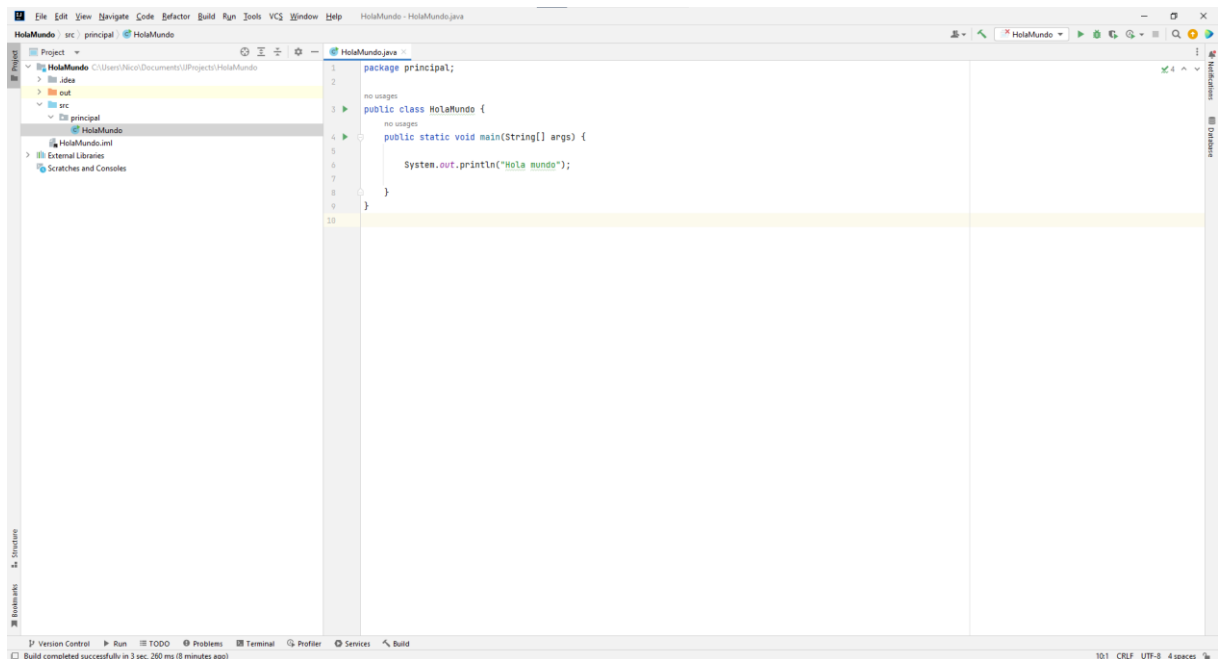 File Edit View Navigate Code Refactor Build Run Tools VCS Window Help HolaMundo - HolaMundo.java
HolaMundo src principal HolaMundo
HolaMundo
Project
Project
HolaMundo C:\Users\Nico\Documents\IJProjects\HolaMundo
.idea
out
src
principal
HolaMundo
HolaMundo.iml
External Libraries
Scratches and Consoles
HolaMundo.java
1 package principal;
2
no usages
3 public class HolaMundo {
no usages
4 public static void main(String[] args) {
5
6 System.out.println("Hola mundo");
7
8 }
9 }
10
4
Notifications
Database
Structure
Bookmarks
Version Control Run TODO Problems Terminal Profiler Services Build
Build completed successfully in 3 sec, 260 ms (8 minutes ago)
10:1 CRLF UTF-8 4 spaces